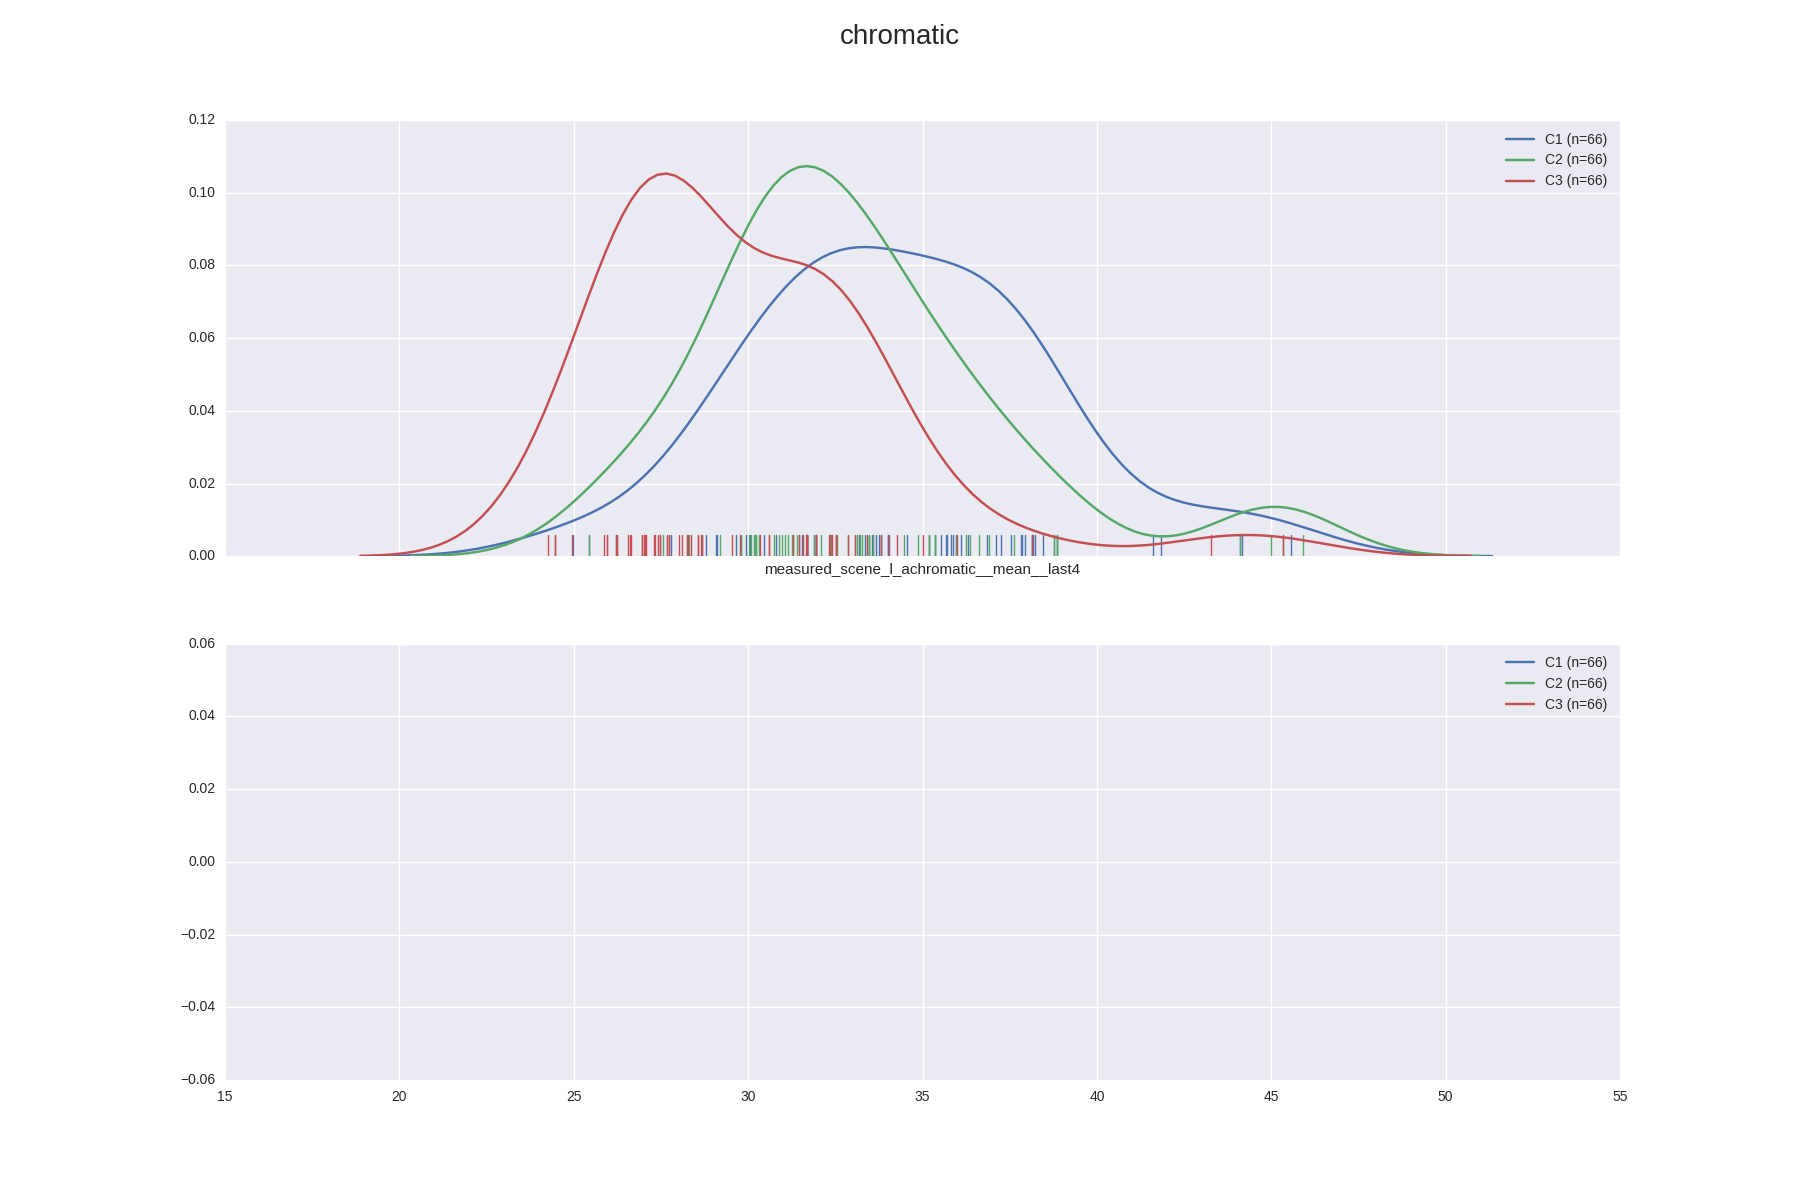 chromatic
0.12
0.10
0.08
0.06
0.04
0.02
0.00
C1 (n=66)
C2 (n=66)
C3 (n=66)
measured_scene_l_achromatic__mean__last4
0.06
0.04
0.02
0.00
−0.02
−0.04
−0.06
C1 (n=66)
C2 (n=66)
C3 (n=66)
15 20 25 30 35 40 45 50 55